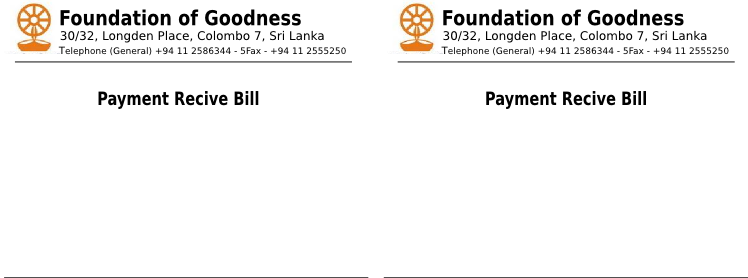 Foundation of Goodness
30/32, Longden Place, Colombo 7, Sri Lanka
Telephone (General) +94 11 2586344 - 5Fax - +94 11 2555250
Payment Recive Bill
Foundation of Goodness
30/32, Longden Place, Colombo 7, Sri Lanka
Telephone (General) +94 11 2586344 - 5Fax - +94 11 2555250
Payment Recive Bill